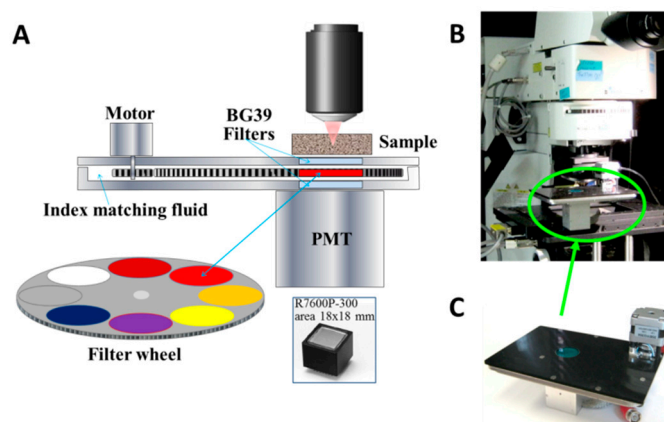 A
B
Motor
BG39
Filters
Sample
Index matching fluid
PMT
R7600P-300
area 18x18 mm
Filter wheel
C